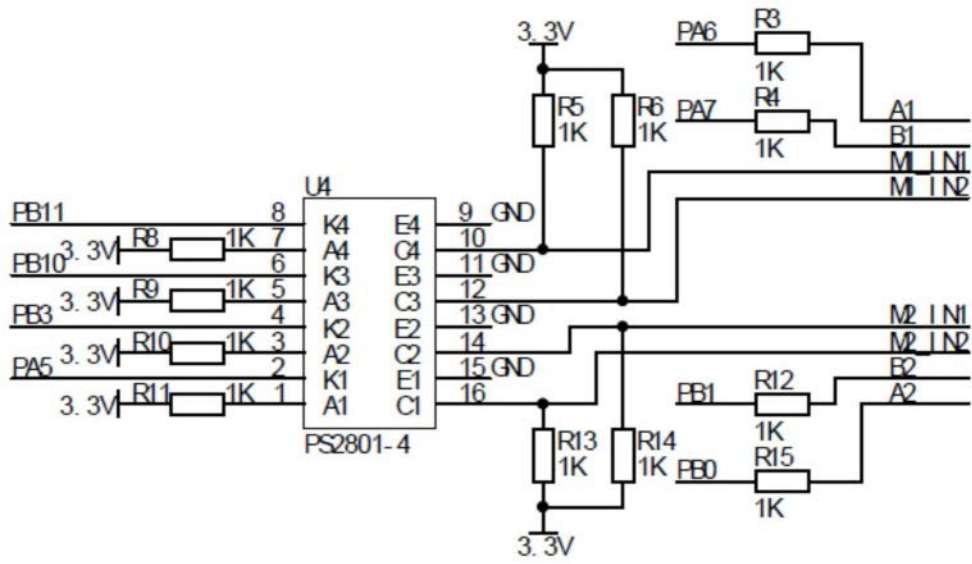 3.3V
PA6
R3
1K
R5
1K
R6
1K
PA7
R4
1K
A1
B1
M1_IN1
M1_IN2
U4
PB11
8
K4
E4
9
GND
3.3V
R8
1K
7
A4
C4
10
PB10
6
K3
E3
11
GND
3.3V
R9
1K
5
A3
C3
12
PB3
4
K2
E2
13
GND
3.3V
R10
1K
3
A2
C2
14
PA5
2
K1
E1
15
GND
3.3V
R11
1K
1
A1
C1
16
PS2801-4
M2_IN1
M2_IN2
B2
A2
PB1
R12
1K
R13
1K
R14
1K
PB0
R15
1K
3.3V